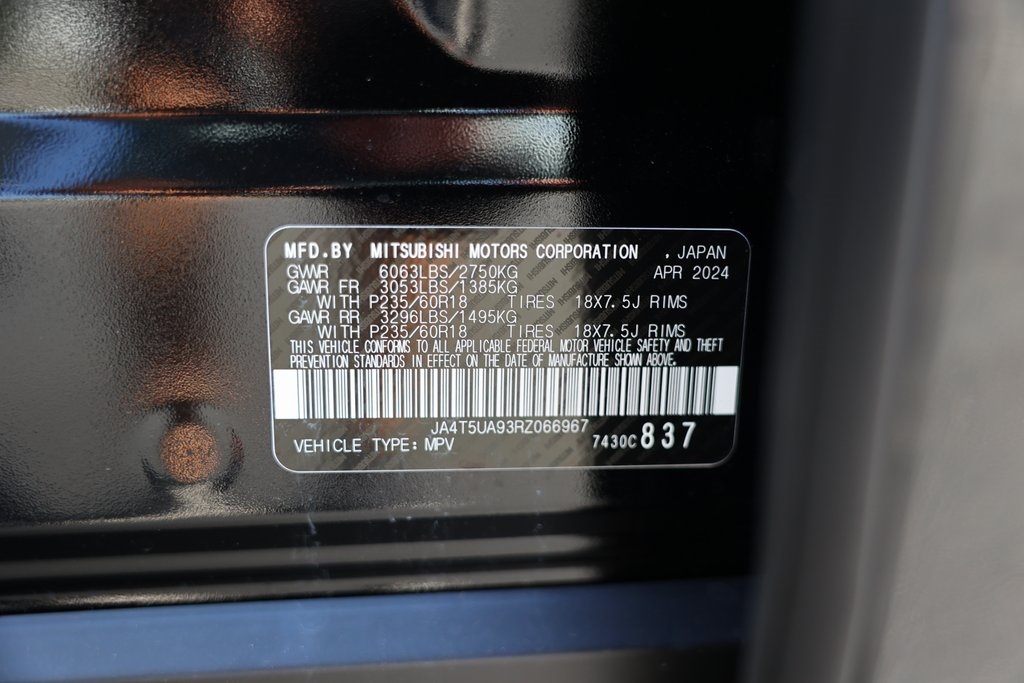 MFD.BY MITSUBISHI MOTORS CORPORATION , JAPAN
GWVR 6063LBS/2750KG APR 2024
GAWR FR 3053LBS/1385KG
WITH P235/60R18 TIRES 18X7.5J RIMS
GAWR RR 3296LBS/1495KG
WITH P235/60R18 TIRES 18X7.5J RIMS
THIS VEHICLE CONFORMS TO ALL APPLICABLE FEDERAL MOTOR VEHICLE SAFETY AND THEFT
PREVENTION STANDARDS IN EFFECT ON THE DATE OF MANUFACTURE SHOWN ABOVE.
JA4T5UA93RZ066967
VEHICLE TYPE: MPV 7430C 837